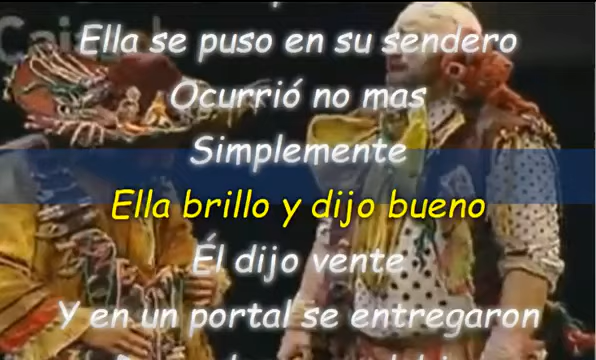 Ella se puso en su sendero
Ocurrió no mas
Simplemente
Ella brillo y dijo bueno
Él dijo vente
Y en un portal se entregaron